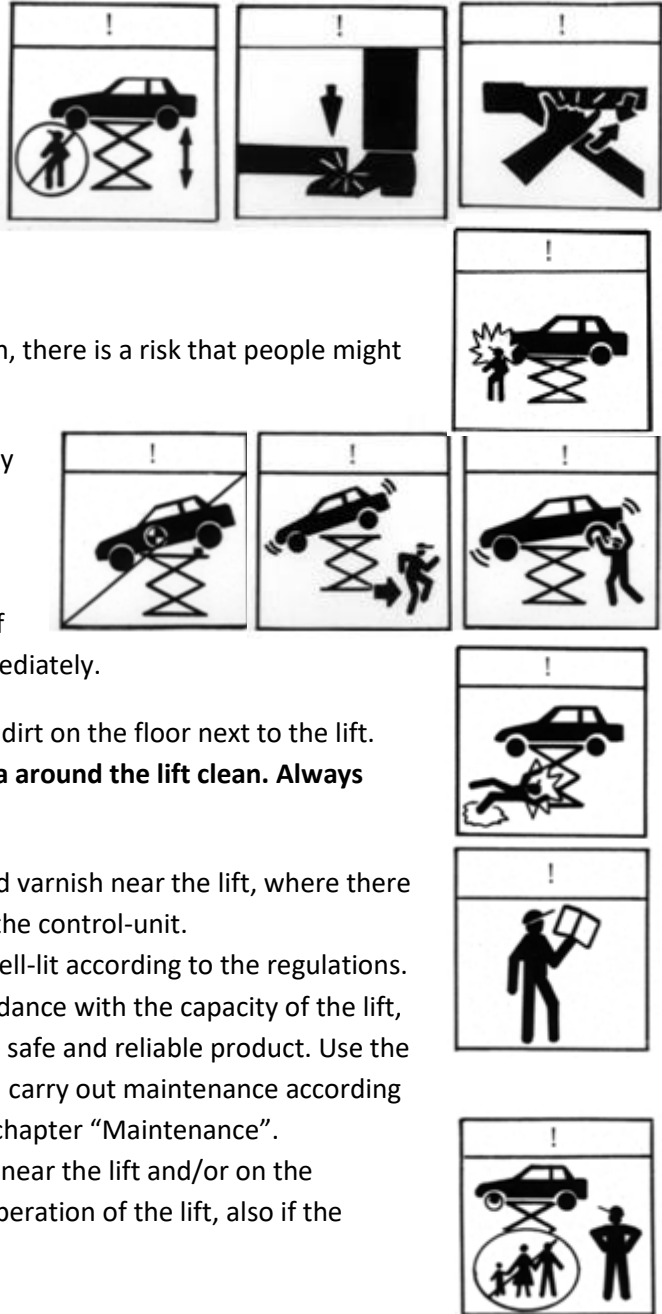 ! ! !
!
n, there is a risk that people might
! ! !
y
f
ediately.
!
dirt on the floor next to the lift.
a around the lift clean. Always
!
d varnish near the lift, where there
the control-unit.
ell-lit according to the regulations.
dance with the capacity of the lift,
safe and reliable product. Use the
carry out maintenance according
chapter “Maintenance”.
!
near the lift and/or on the
peration of the lift, also if the